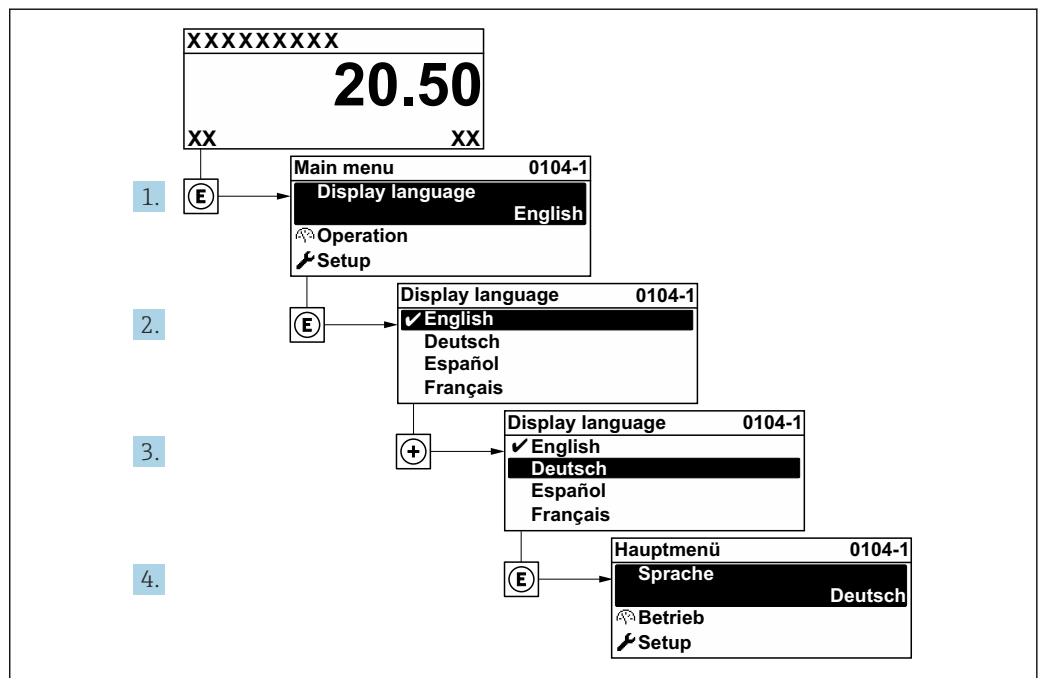 XXXXXXXXX
20.50
XX XX
1. E
Main menu 0104-1
Display language
English
Operation
Setup
2. E
Display language 0104-1
✔English
Deutsch
Español
Français
3. +
Display language 0104-1
✔English
Deutsch
Español
Français
4. E
Hauptmenü 0104-1
Sprache
Deutsch
Betrieb
Setup